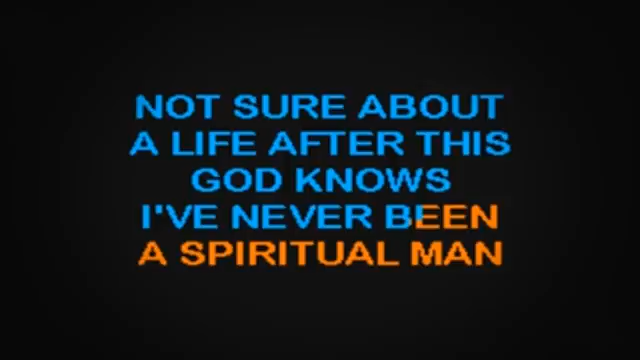 NOT SURE ABOUT
A LIFE AFTER THIS
GOD KNOWS
I'VE NEVER BEEN
A SPIRITUAL MAN